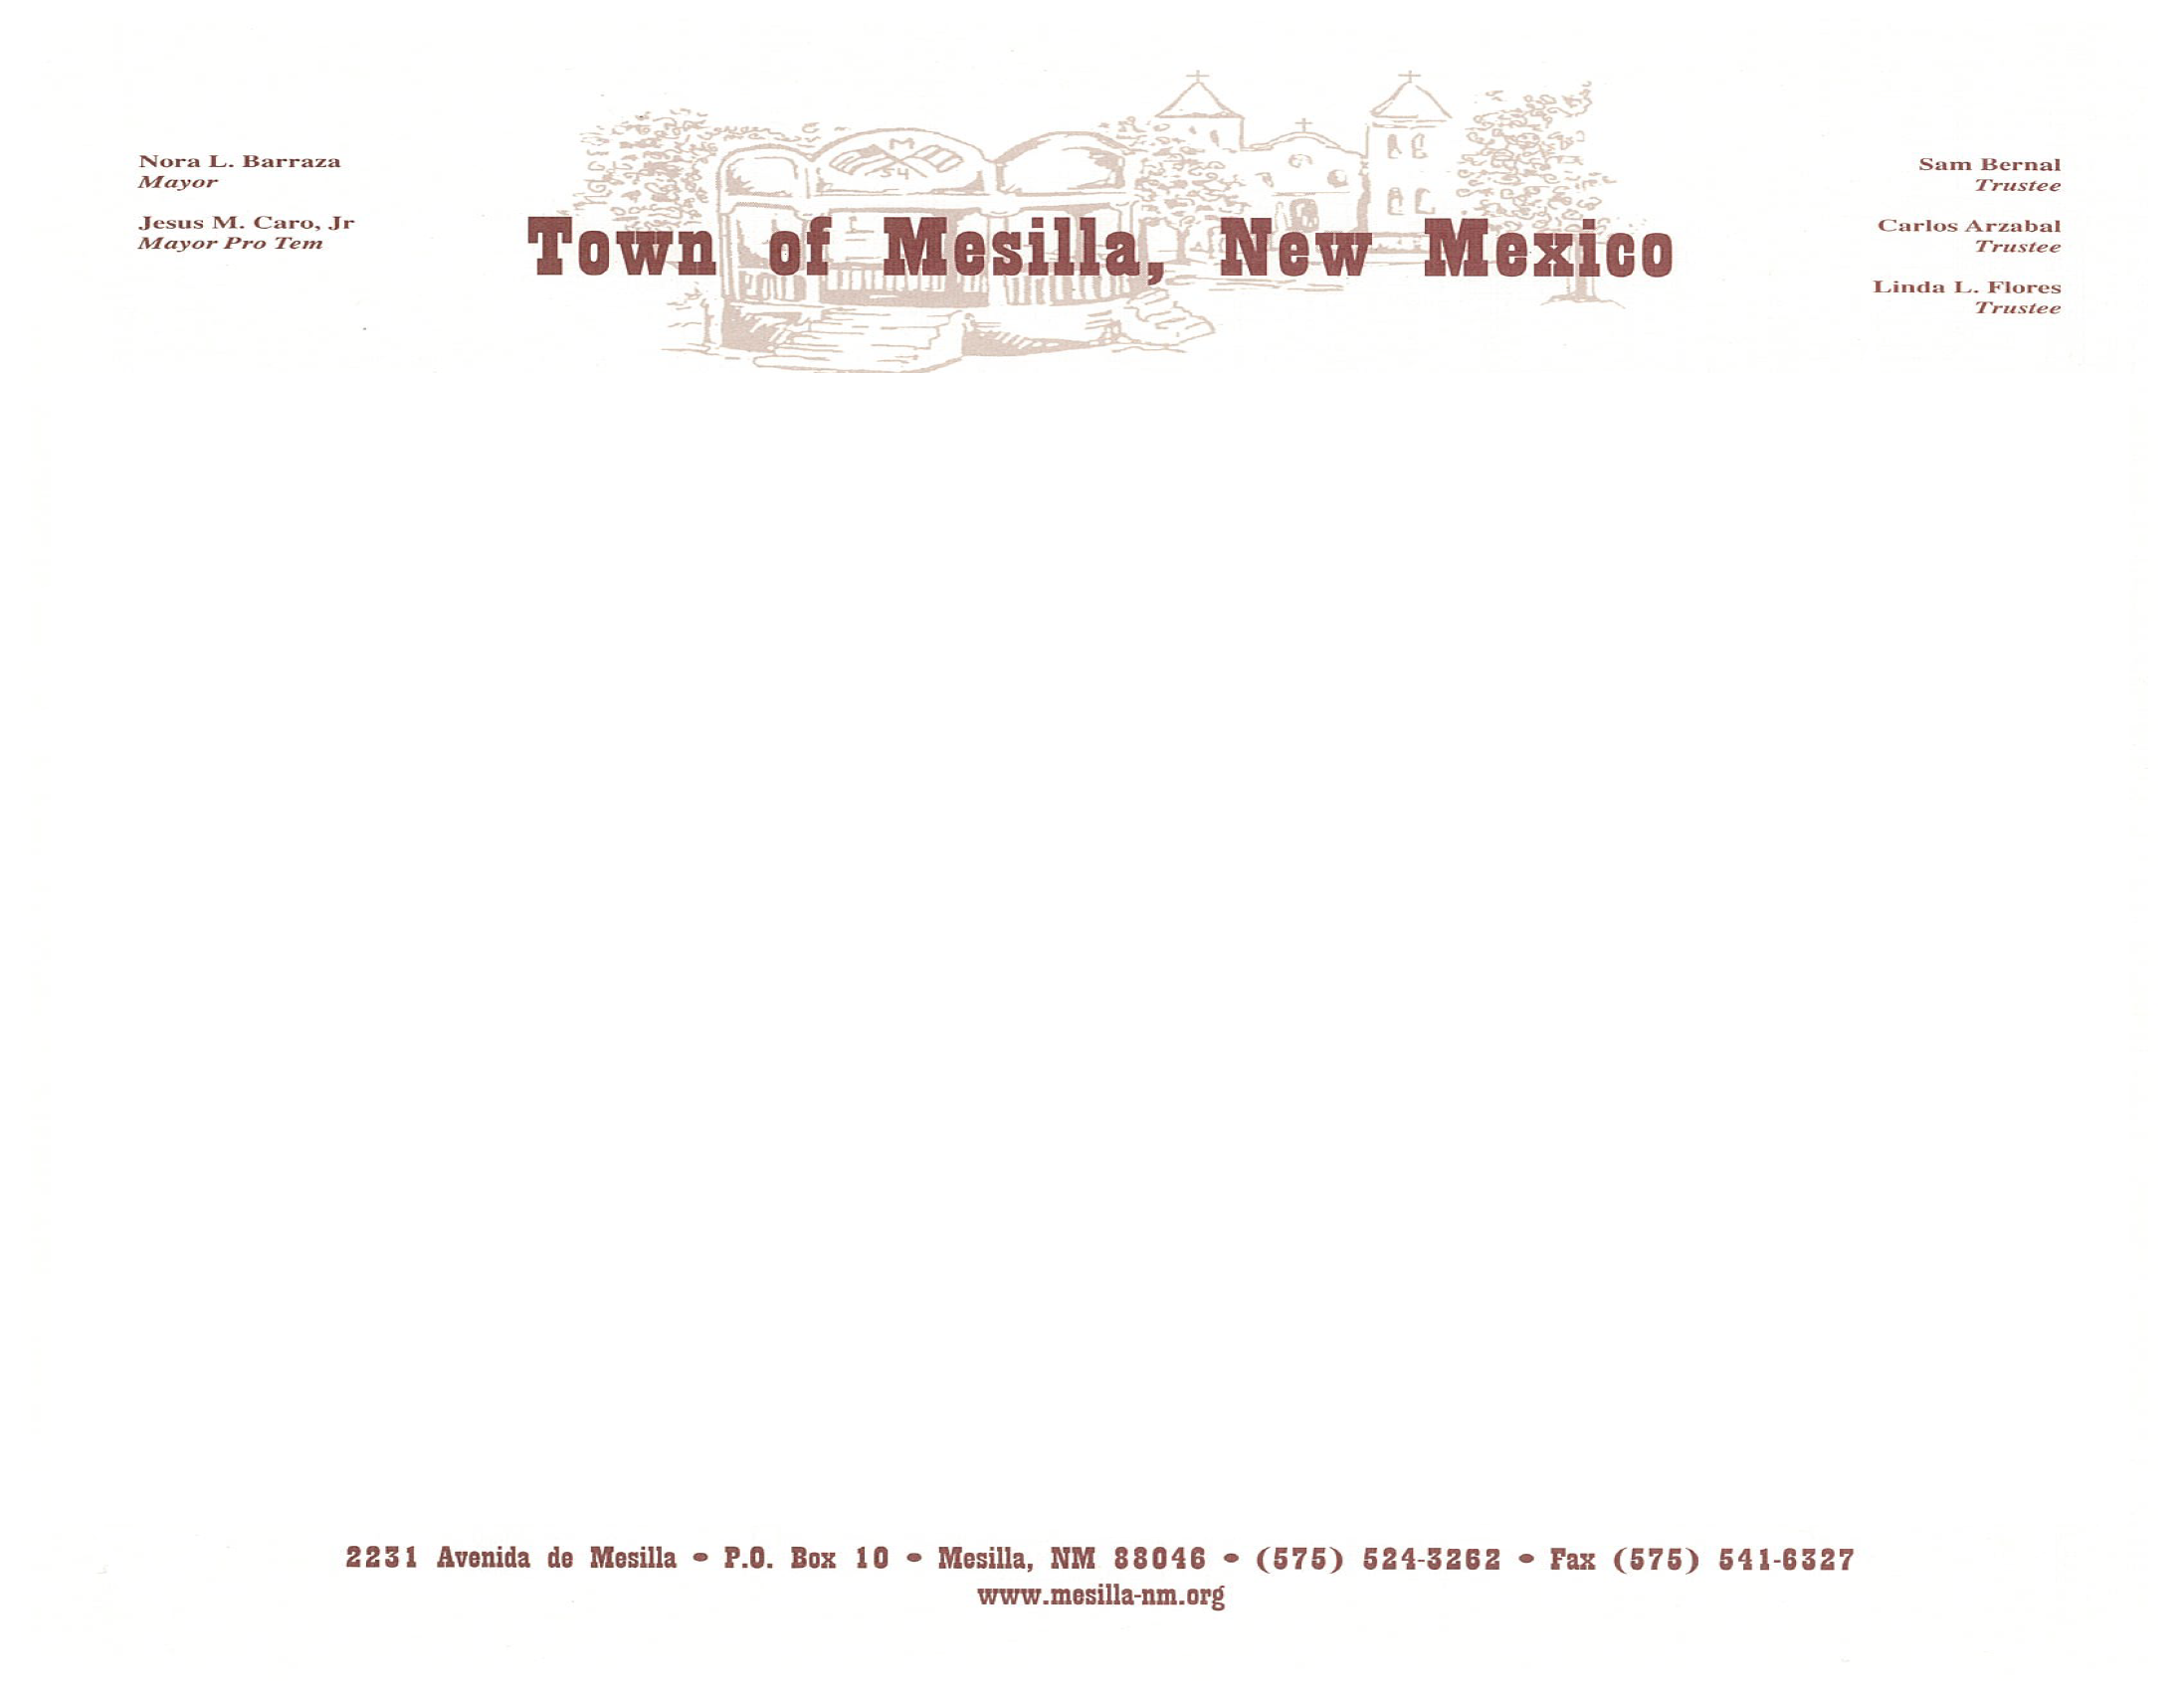 Nora L. Barraza
Mayor
Jesus M. Caro, Jr
Mayor Pro Tem
M
54
Town of Mesilla, New Mexico
Sam Bernal
Trustee
Carlos Arzabal
Trustee
Linda L. Flores
Trustee
2231 Avenida de Mesilla • P.O. Box 10 • Mesilla, NM 88046 • (575) 524-3262 • Fax (575) 541-6327
www.mesilla-nm.org